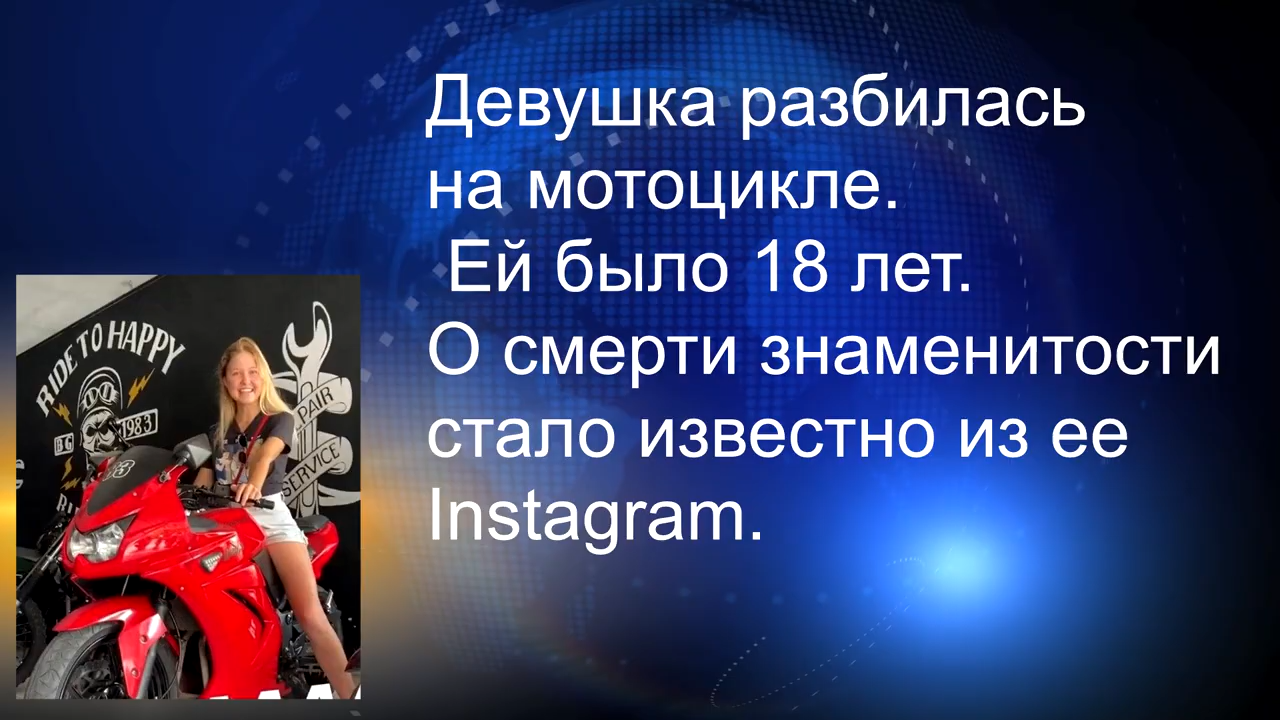 Девушка разбилась
на мотоцикле.
Ей было 18 лет.
О смерти знаменитости
стало известно из ее
Instagram.
RIDE TO HAPPY
BG
1983
SERVICE